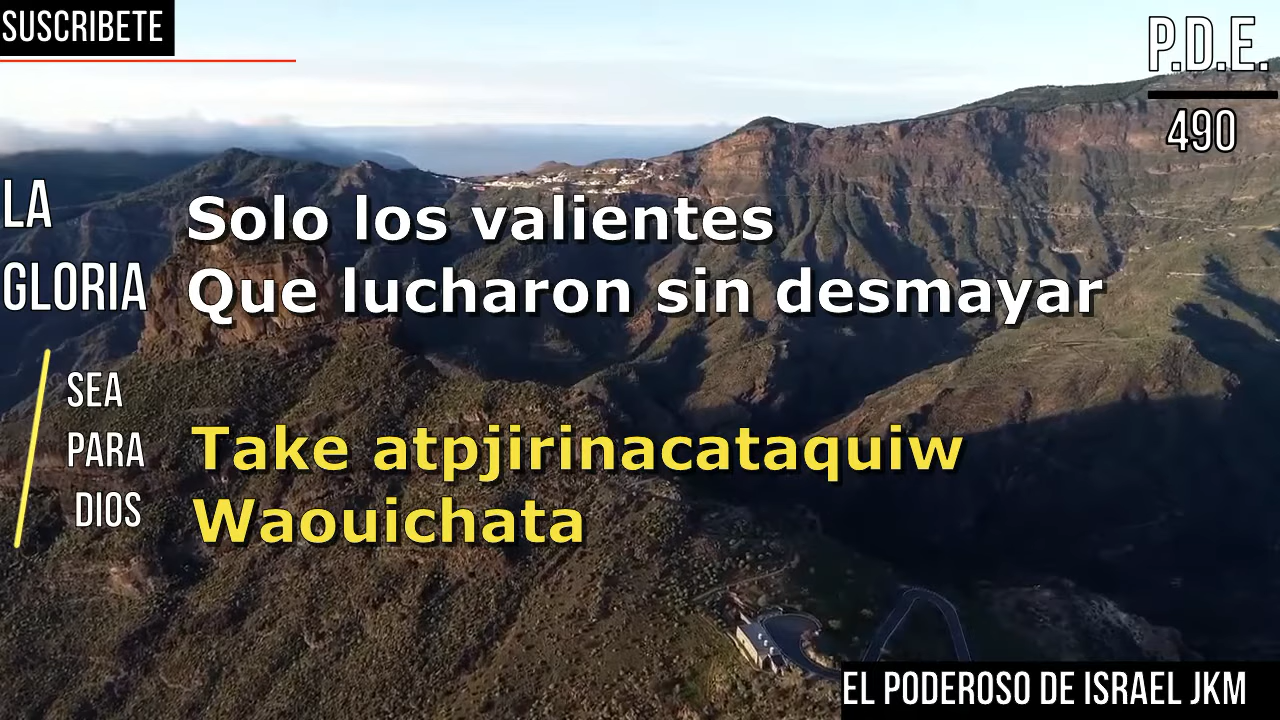 SUSCRIBETE
P.D.E.
490
LA
GLORIA
SEA
PARA
DIOS
Solo los valientes
Que lucharon sin desmayar
Take atpjirinacataquiw
Waouichata
EL PODEROSO DE ISRAEL JKM